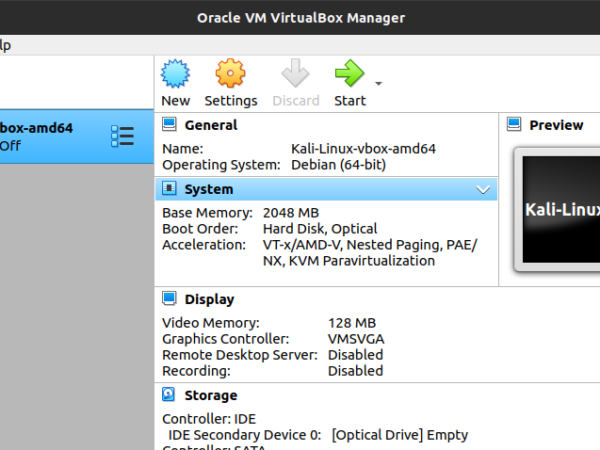 Oracle VM VirtualBox Manager
lp
New Settings Discard Start
box-amd64
Off
General
Name: Kali-Linux-vbox-amd64
Operating System: Debian (64-bit)
Preview
Kali-Linux
System
Base Memory: 2048 MB
Boot Order: Hard Disk, Optical
Acceleration: VT-x/AMD-V, Nested Paging, PAE/
NX, KVM Paravirtualization
Display
Video Memory: 128 MB
Graphics Controller: VMSVGA
Remote Desktop Server: Disabled
Recording: Disabled
Storage
Controller: IDE
IDE Secondary Device 0: [Optical Drive] Empty
Controller: SATA